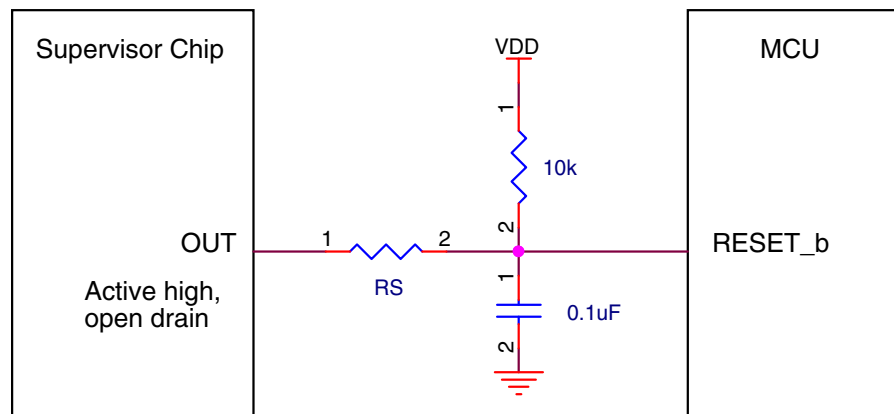 Supervisor Chip
VDD
MCU
1
10k
2
OUT
1
2
RESET_b
RS
1
Active high,
open drain
0.1uF
2